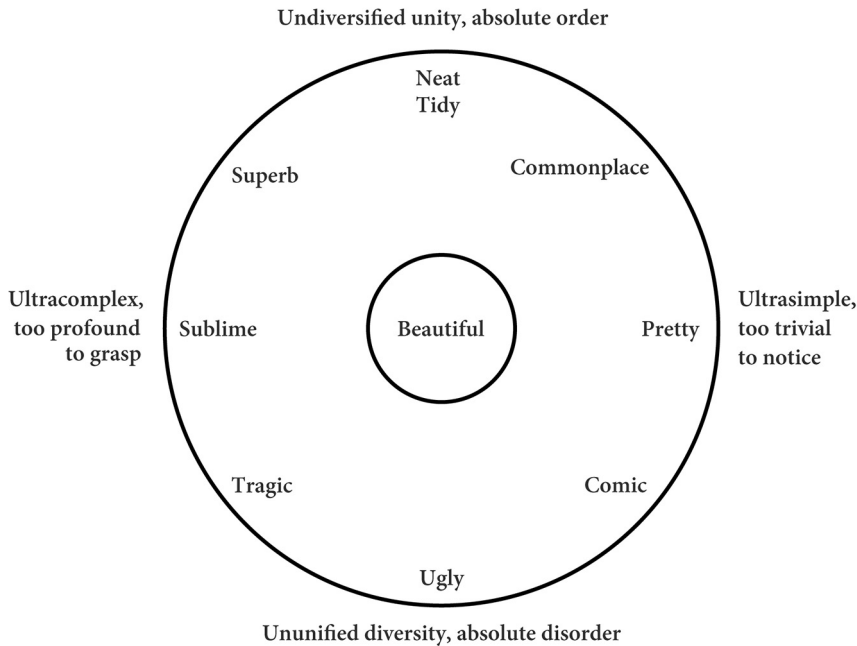 Undiversified unity, absolute order
Neat
Tidy
Superb
Commonplace
Ultracomplex,
too profound
to grasp
Sublime
Beautiful
Pretty
Ultrasimple,
too trivial
to notice
Tragic
Comic
Ugly
Ununified diversity, absolute disorder